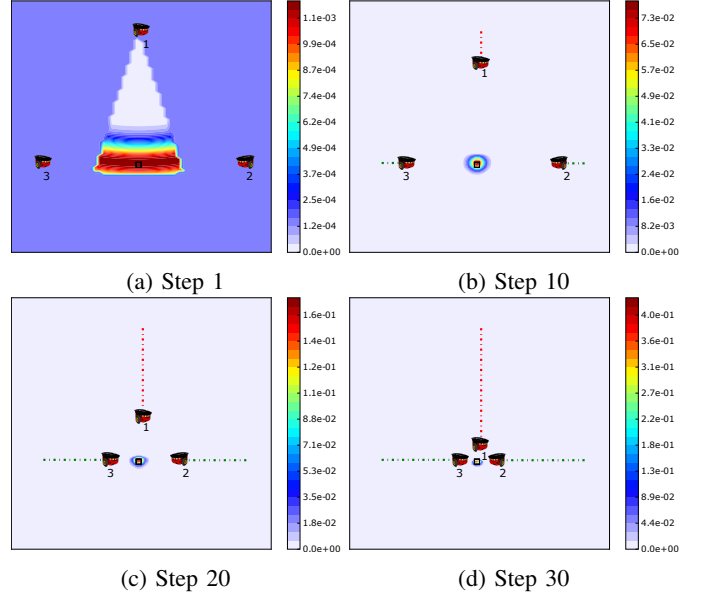 1
3
2
1.1e-03
9.9e-04
8.6e-04
7.4e-04
6.2e-04
4.9e-04
3.7e-04
2.5e-04
1.2e-04
0.0e+00
(a) Step 1
1
3
2
7.3e-02
6.5e-02
5.7e-02
4.9e-02
4.1e-02
3.3e-02
2.4e-02
1.6e-02
8.2e-03
0.0e+00
(b) Step 10
1
3
2
1.6e-01
1.4e-01
1.2e-01
1.1e-01
8.8e-02
7.1e-02
5.3e-02
3.5e-02
1.8e-02
0.0e+00
(c) Step 20
1
3
2
4.0e-01
3.6e-01
3.1e-01
2.7e-01
2.2e-01
1.8e-01
1.3e-01
8.9e-02
4.4e-02
0.0e+00
(d) Step 30